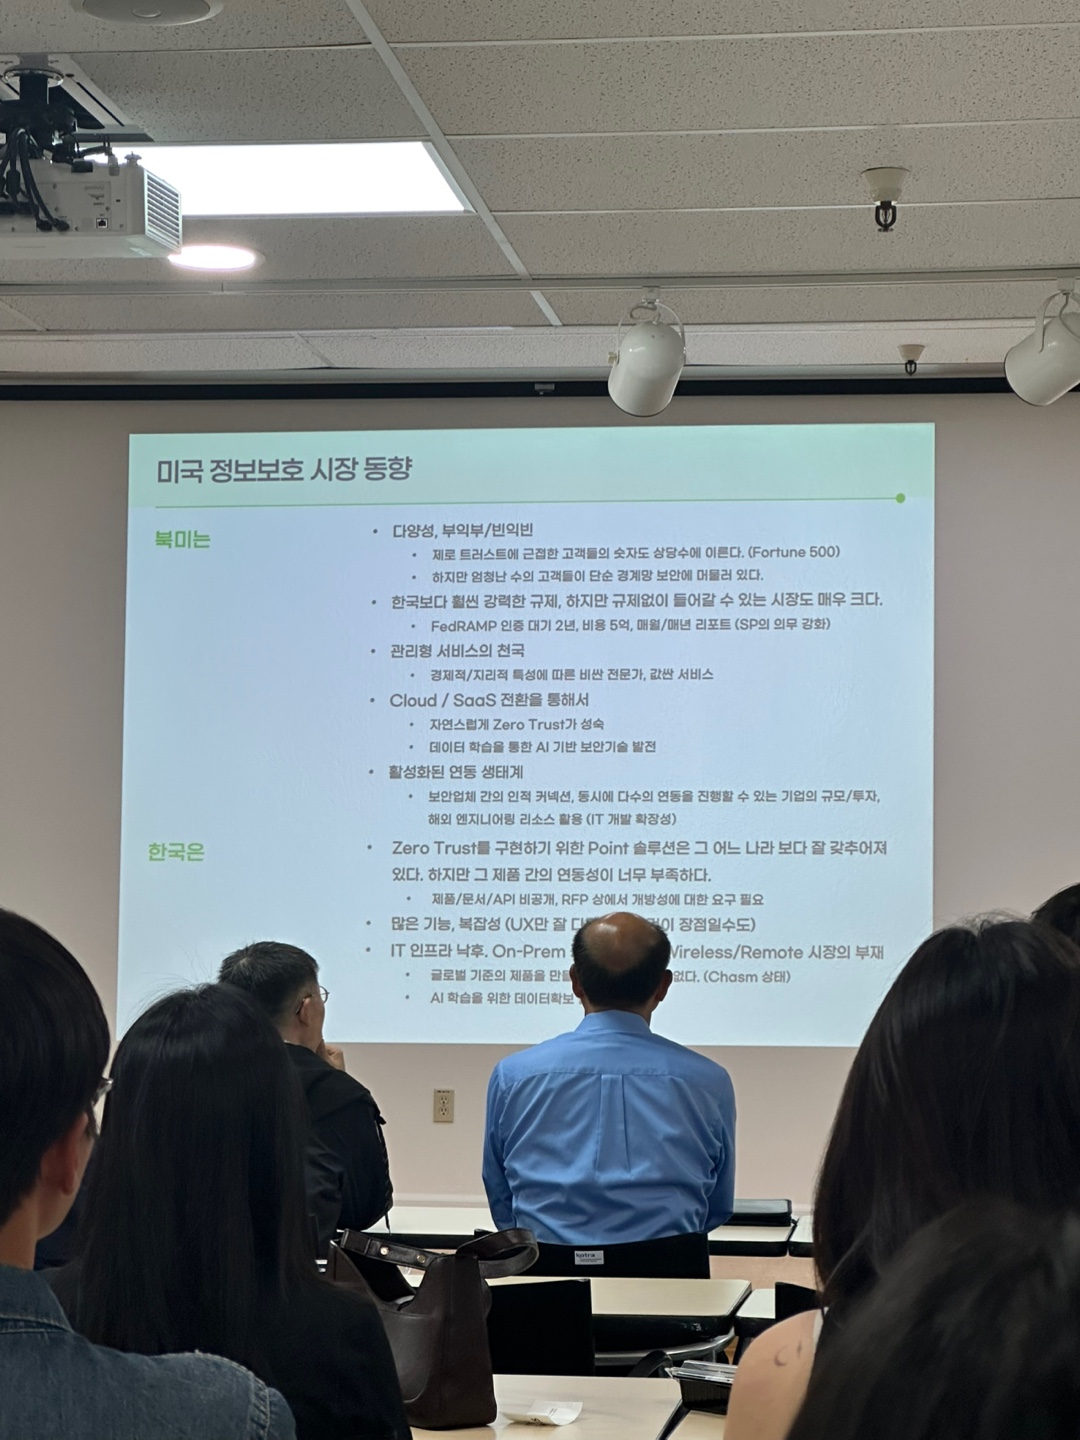 미국 정보보호 시장 동향
북미는
• 다양성, 부익부/빈익빈
• 제로 트러스트에 근접한 고객들의 숫자도 상당수에 이른다. (Fortune 500)
• 하지만 엄청난 수의 고객들이 단순 경계망 보안에 머물러 있다.
• 한국보다 훨씬 강력한 규제, 하지만 규제없이 들어갈 수 있는 시장도 매우 크다.
• FedRAMP 인증 대기 2년, 비용 5억, 매월/매년 리포트 (SP의 의무 강화)
• 관리형 서비스의 천국
• 경제적/지리적 특성에 따른 비싼 전문가, 값싼 서비스
• Cloud / SaaS 전환을 통해서
• 자연스럽게 Zero Trust가 성숙
• 데이터 학습을 통한 AI 기반 보안기술 발전
• 활성화된 연동 생태계
• 보안업체 간의 인적 커넥션, 동시에 다수의 연동을 진행할 수 있는 기업의 규모/투자,
해외 엔지니어링 리소스 활용 (IT 개발 확장성)
한국은
• Zero Trust를 구현하기 위한 Point 솔루션은 그 어느 나라 보다 잘 갖추어져
있다. 하지만 그 제품 간의 연동성이 너무 부족하다.
• 제품/문서/API 비공개, RFP 상에서 개방성에 대한 요구 필요
• 많은 기능, 복잡성 (UX만 잘 장점일수도)
• IT 인프라 낙후. On-Prem Wireless/Remote 시장의 부재
• 글로벌 기준의 제품을 없다. (Chasm 상태)
• AI 학습을 위한 데이터확보